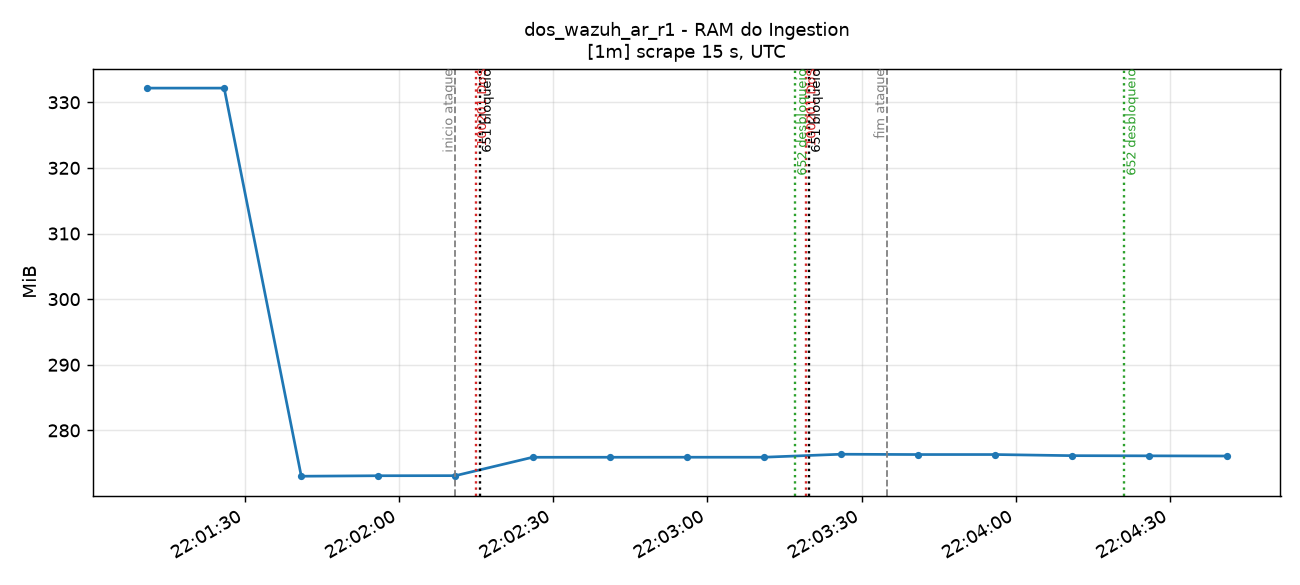 dos_wazuh_ar_r1 - RAM do Ingestion
[1m] scrape 15 s, UTC
MiB
330
320
310
300
290
280
inicio ataque
651 bloqueio
652 desbloqueio
651 bloqueio
fim ataque
652 desbloqueio
22:01:30
22:02:00
22:02:30
22:03:00
22:03:30
22:04:00
22:04:30